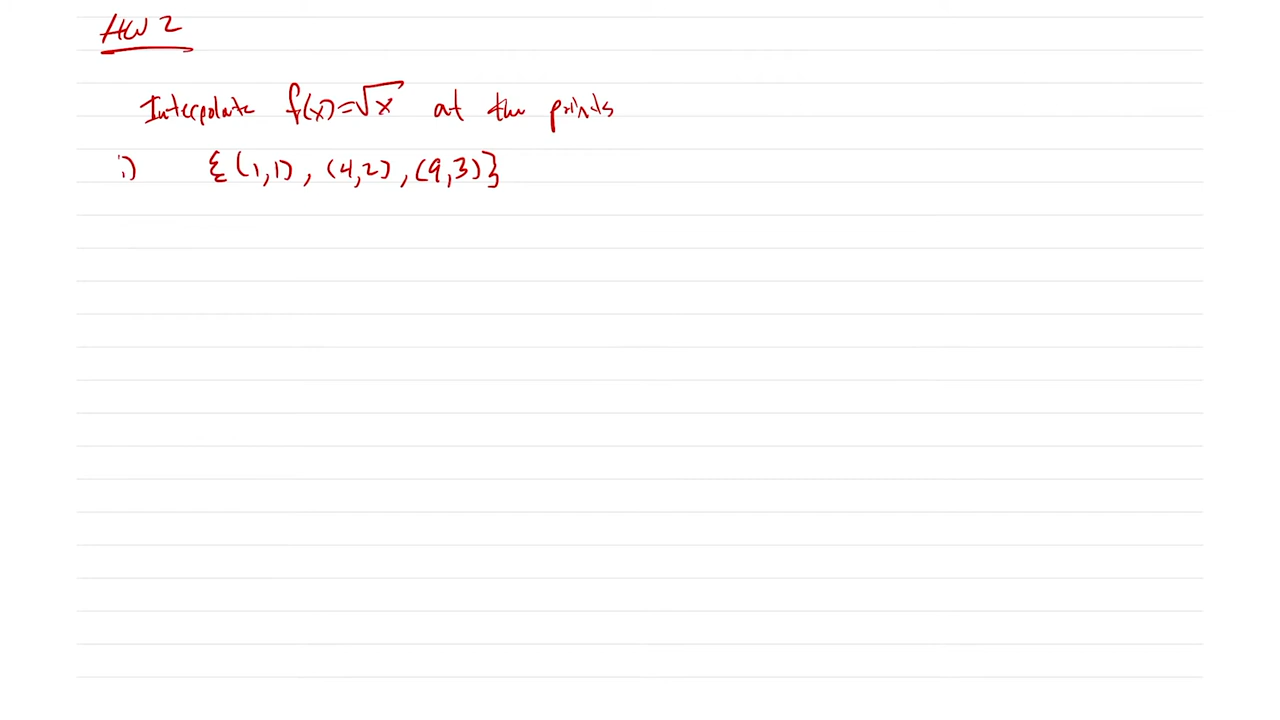 HW 2
Interpolate f(x)=√x at the points
i) {(1,1), (4,2), (9,3)}